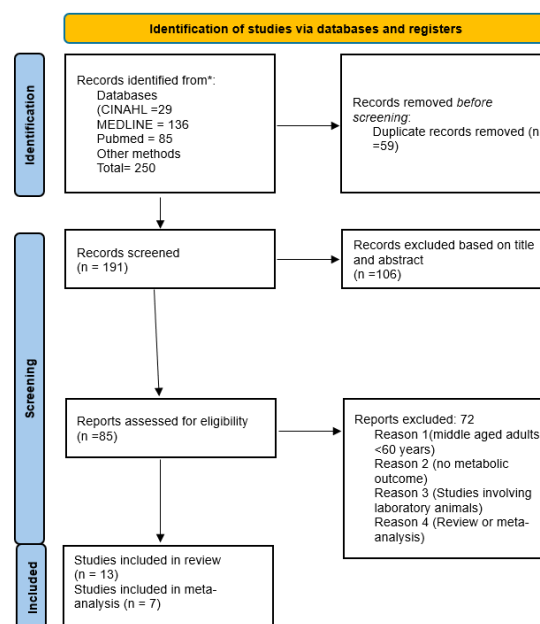 Identification of studies via databases and registers
Identification
Records identified from*:
Databases
(CINAHL =29
MEDLINE = 136
Pubmed = 85
Other methods
Total= 250
Records removed before
screening:
Duplicate records removed (n
=59)
Screening
Records screened
(n = 191)
Records excluded based on title
and abstract
(n =106)
Reports assessed for eligibility
(n =85)
Reports excluded: 72
Reason 1(middle aged adults
<60 years)
Reason 2 (no metabolic
outcome)
Reason 3 (Studies involving
laboratory animals)
Reason 4 (Review or meta-
analysis)
Included
Studies included in review
(n = 13)
Studies included in meta-
analysis (n = 7)